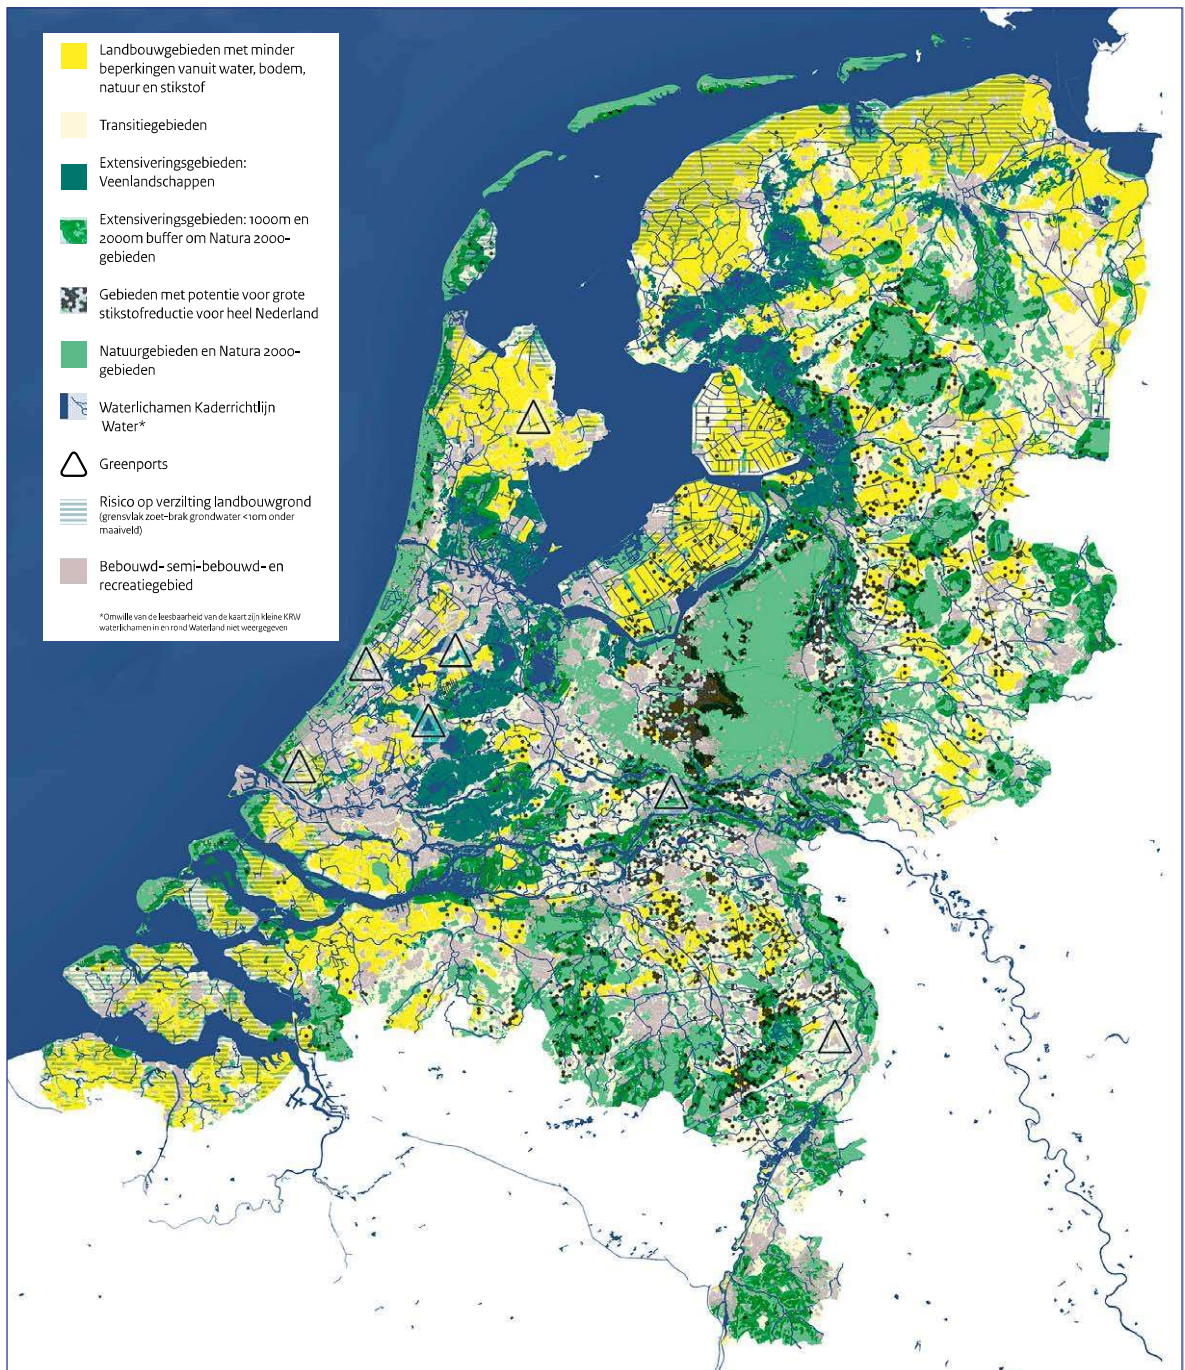 Landbouwgebieden met minder
beperkingen vanuit water, bodem,
natuur en stikstof
Transitiegebieden
Extensiveringsgebieden:
Veenlandschappen
Extensiveringsgebieden: 1000m en
2000m buffer om Natura 2000-
gebieden
Gebieden met potentie voor grote
stikstofreductie voor heel Nederland
Natuurgebieden en Natura 2000-
gebieden
Waterlichamen Kaderrichtlijn
Water*
Greenports
Risico op verzilting landbouwgrond
(grensvlak zoet-brak grondwater <10m onder
maaiveld)
Bebouwd- semi-bebouwd- en
recreatiegebied
*Omwille van de leesbaarheid van de kaart zijn kleine KRW
waterlichamen in en rond Waterland niet weergegeven